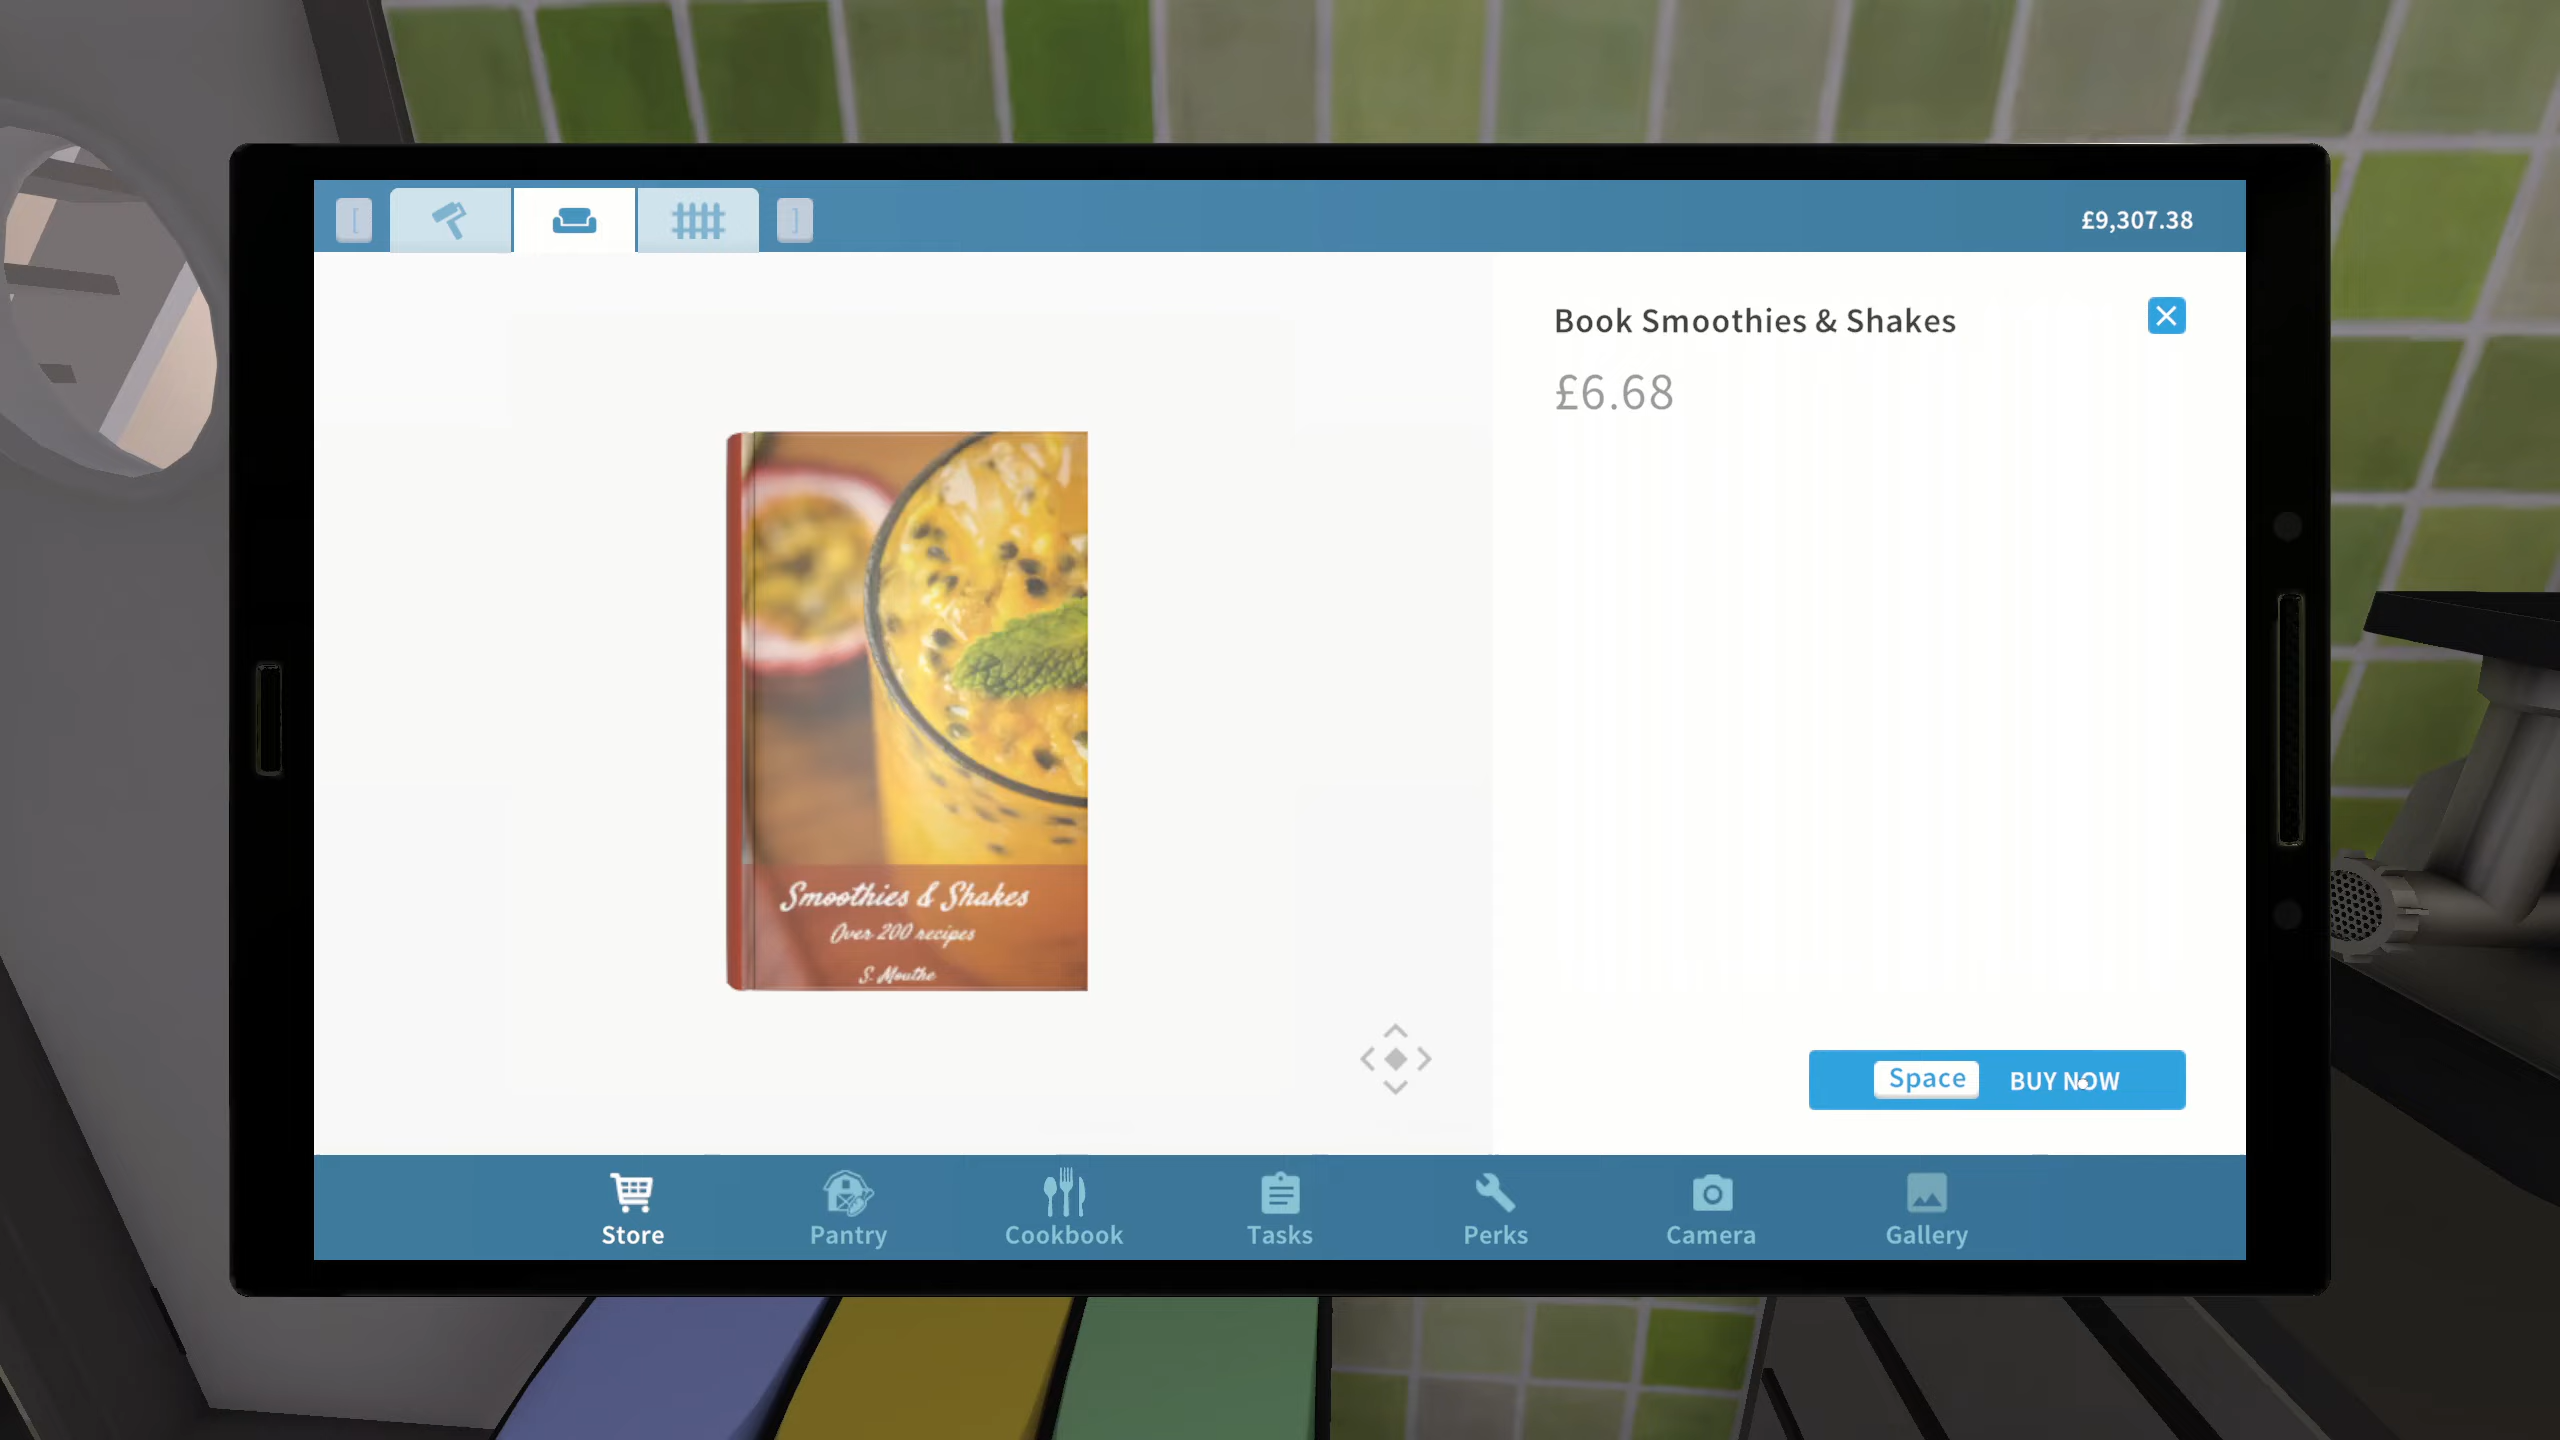 [
]
£9,307.38
Book Smoothies & Shakes
£6.68
Smoothies & Shakes
Over 200 recipes
S. Mouthe
Space BUY NOW
Store
Pantry
Cookbook
Tasks
Perks
Camera
Gallery